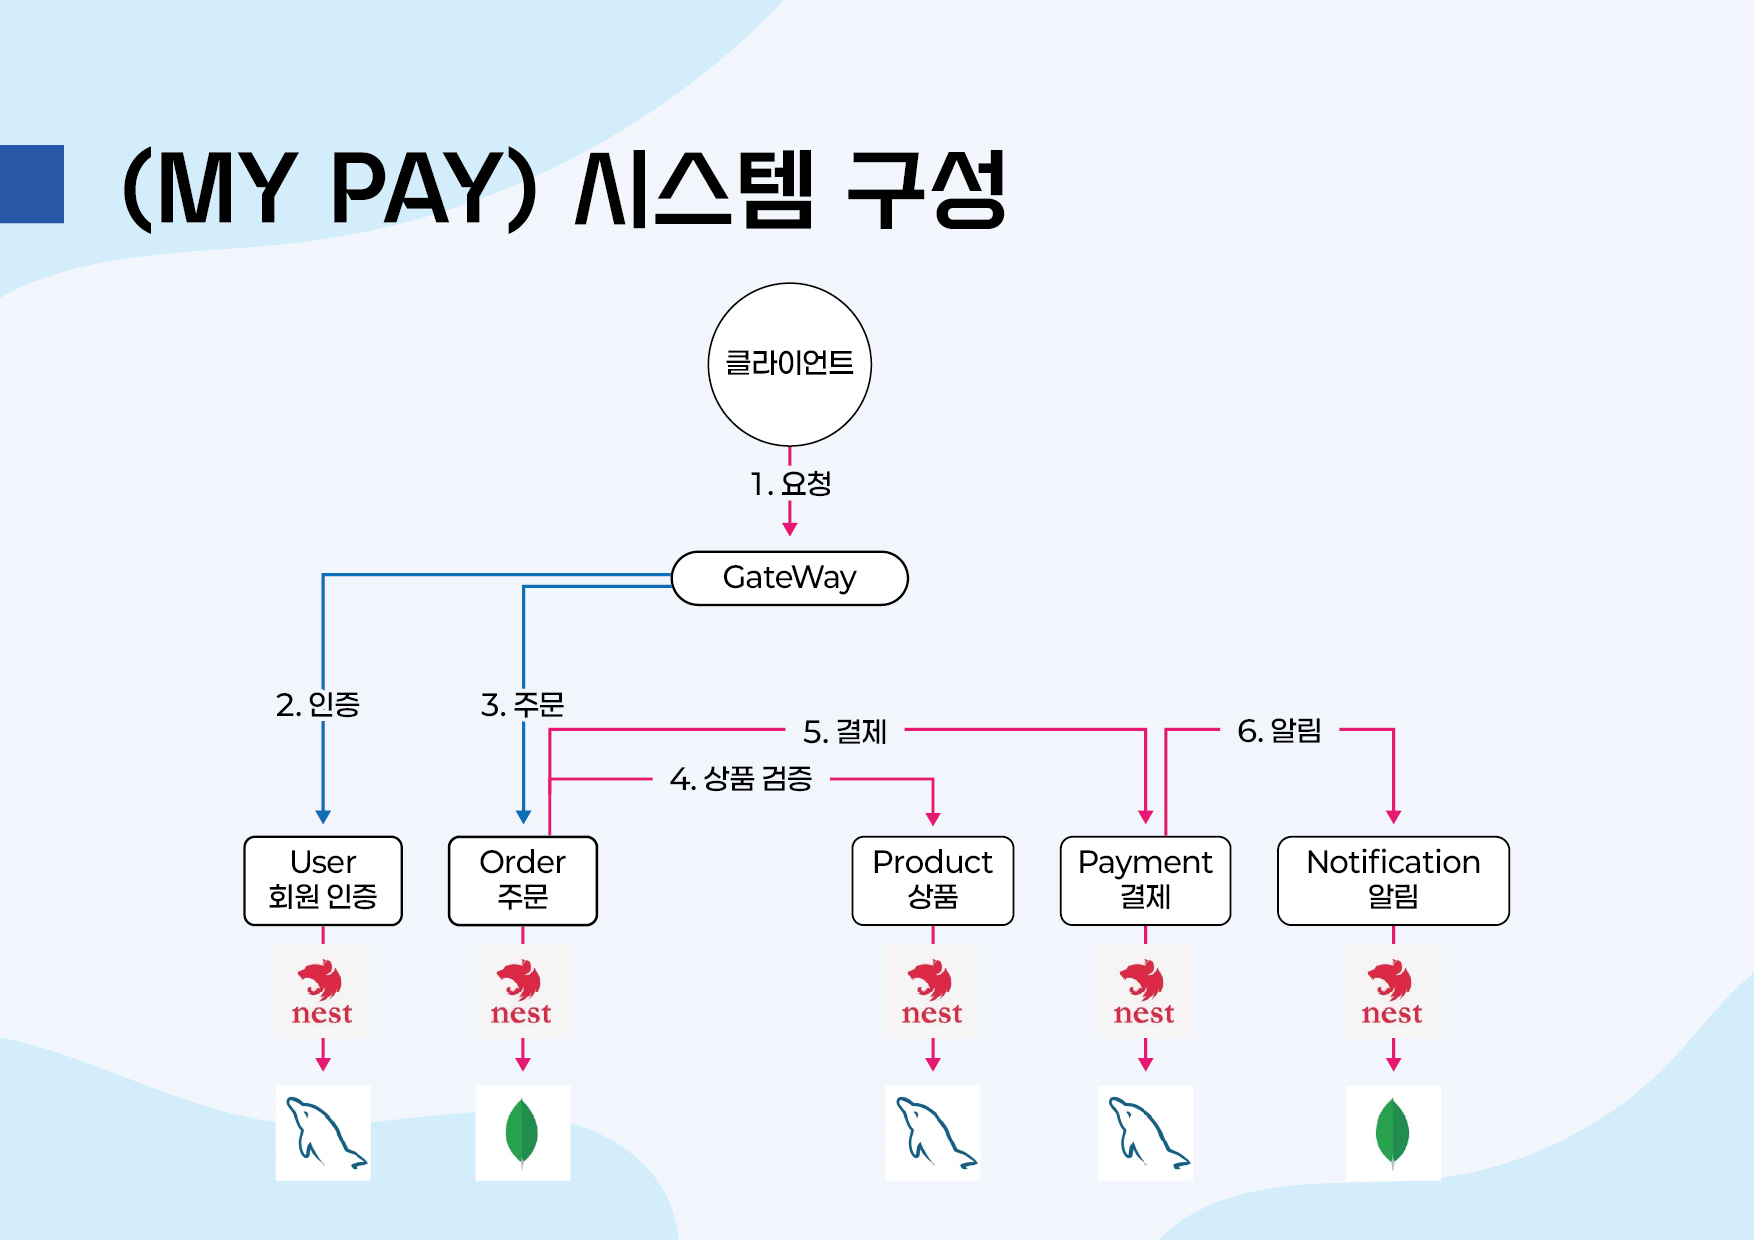 (MY PAY) 시스템 구성
클라이언트
1. 요청
GateWay
2. 인증
3. 주문
5. 결제
6. 알림
4. 상품 검증
User
회원 인증
Order
주문
Product
상품
Payment
결제
Notification
알림
nest
nest
nest
nest
nest